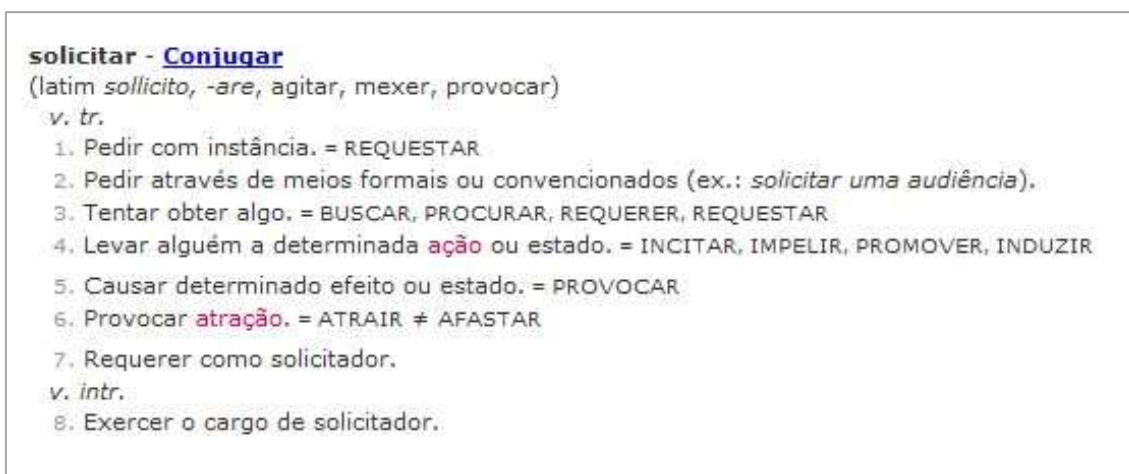 solicitar - Conjugar
(latim sollicito, -are, agitar, mexer, provocar)
v. tr.
1. Pedir com instância. = REQUESTAR
2. Pedir através de meios formais ou convencionados (ex.: solicitar uma audiência).
3. Tentar obter algo. = BUSCAR, PROCURAR, REQUERER, REQUESTAR
4. Levar alguém a determinada ação ou estado. = INCITAR, IMPELIR, PROMOVER, INDUZIR
5. Causar determinado efeito ou estado. = PROVOCAR
6. Provocar atração. = ATRAIR ≠ AFASTAR
7. Requerer como solicitador.
v. intr.
8. Exercer o cargo de solicitador.